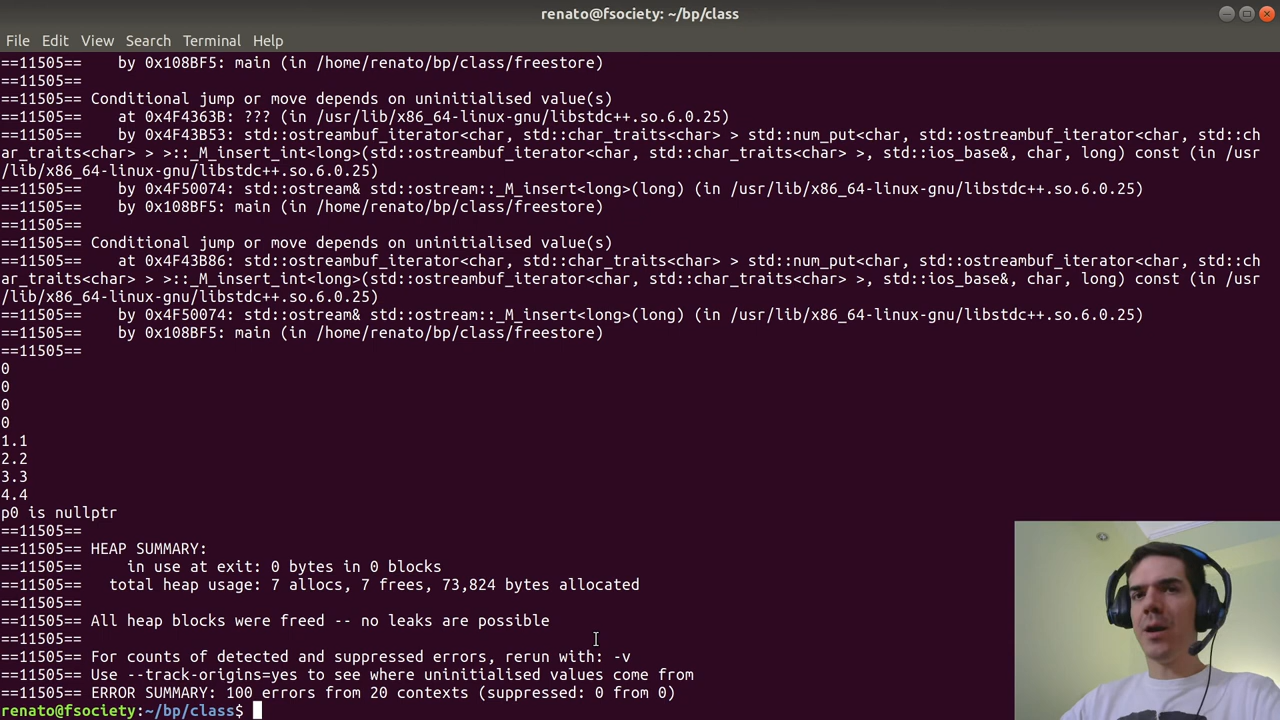 renato@fsociety: ~/bp/class
File Edit View Search Terminal Help
==11505==    by 0x108BF5: main (in /home/renato/bp/class/freestore)
==11505==
==11505== Conditional jump or move depends on uninitialised value(s)
==11505==    at 0x4F4363B: ??? (in /usr/lib/x86_64-linux-gnu/libstdc++.so.6.0.25)
==11505==    by 0x4F43B53: std::ostreambuf_iterator<char, std::char_traits<char> > std::num_put<char, std::ostreambuf_iterator<char, std::ch
ar_traits<char> > >::_M_insert_int<long>(std::ostreambuf_iterator<char, std::char_traits<char> >, std::ios_base&, char, long) const (in /usr
/lib/x86_64-linux-gnu/libstdc++.so.6.0.25)
==11505==    by 0x4F50074: std::ostream& std::ostream::_M_insert<long>(long) (in /usr/lib/x86_64-linux-gnu/libstdc++.so.6.0.25)
==11505==    by 0x108BF5: main (in /home/renato/bp/class/freestore)
==11505==
==11505== Conditional jump or move depends on uninitialised value(s)
==11505==    at 0x4F43B86: std::ostreambuf_iterator<char, std::char_traits<char> > std::num_put<char, std::ostreambuf_iterator<char, std::ch
ar_traits<char> > >::_M_insert_int<long>(std::ostreambuf_iterator<char, std::char_traits<char> >, std::ios_base&, char, long) const (in /usr
/lib/x86_64-linux-gnu/libstdc++.so.6.0.25)
==11505==    by 0x4F50074: std::ostream& std::ostream::_M_insert<long>(long) (in /usr/lib/x86_64-linux-gnu/libstdc++.so.6.0.25)
==11505==    by 0x108BF5: main (in /home/renato/bp/class/freestore)
==11505==
0
0
0
0
1.1
2.2
3.3
4.4
p0 is nullptr
==11505==
==11505== HEAP SUMMARY:
==11505==     in use at exit: 0 bytes in 0 blocks
==11505==   total heap usage: 7 allocs, 7 frees, 73,824 bytes allocated
==11505==
==11505== All heap blocks were freed -- no leaks are possible
==11505==
==11505== For counts of detected and suppressed errors, rerun with: -v
==11505== Use --track-origins=yes to see where uninitialised values come from
==11505== ERROR SUMMARY: 100 errors from 20 contexts (suppressed: 0 from 0)
renato@fsociety:~/bp/class$